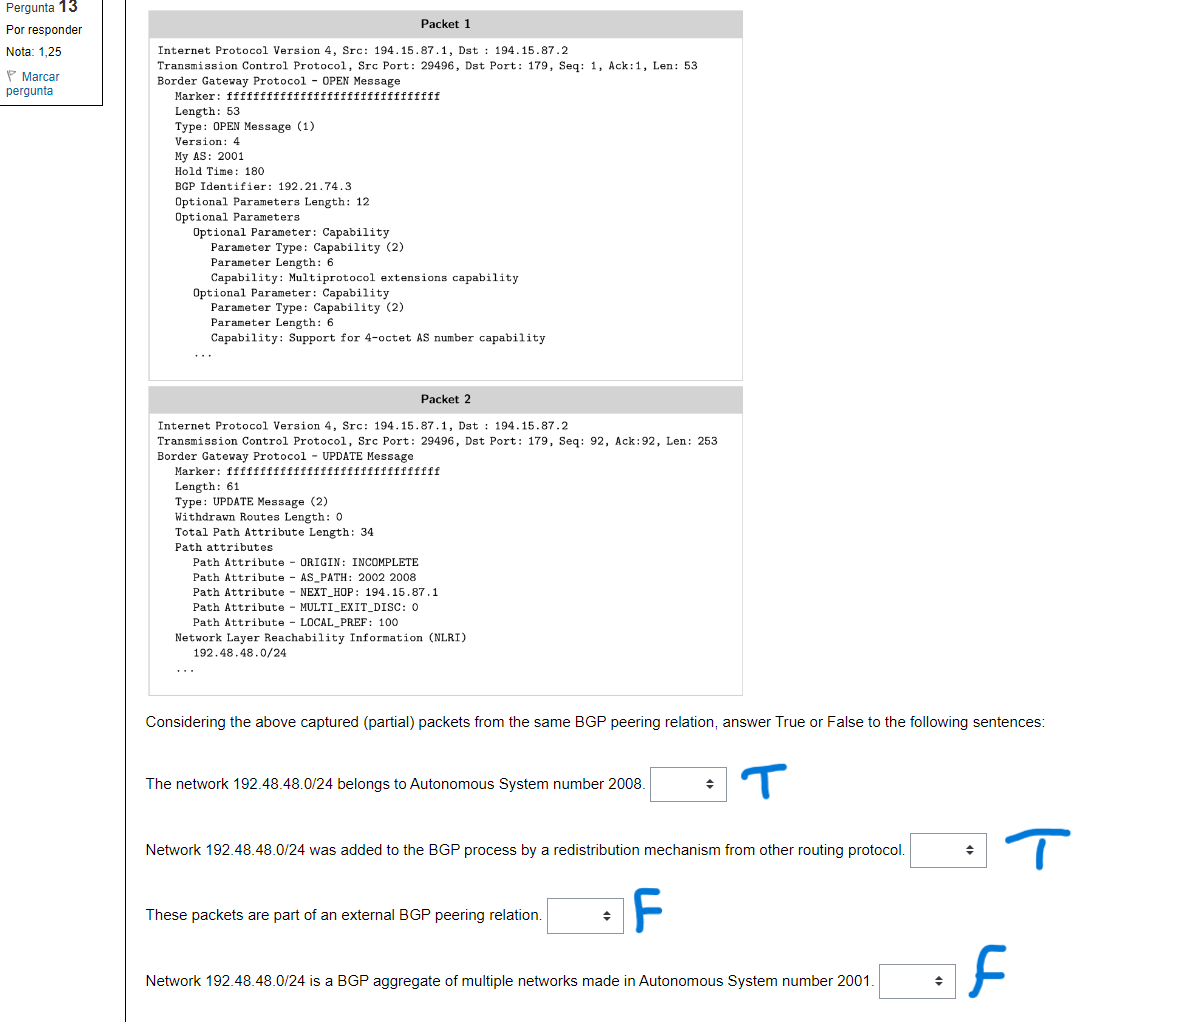 Pergunta 13
Por responder
Nota: 1,25
Marcar
pergunta
Packet 1
Internet Protocol Version 4, Src: 194.15.87.1, Dst : 194.15.87.2
Transmission Control Protocol, Src Port: 29496, Dst Port: 179, Seq: 1, Ack:1, Len: 53
Border Gateway Protocol - OPEN Message
Marker: ffffffffffffffffffffffffffffffff
Length: 53
Type: OPEN Message (1)
Version: 4
My AS: 2001
Hold Time: 180
BGP Identifier: 192.21.74.3
Optional Parameters Length: 12
Optional Parameters
Optional Parameter: Capability
Parameter Type: Capability (2)
Parameter Length: 6
Capability: Multiprotocol extensions capability
Optional Parameter: Capability
Parameter Type: Capability (2)
Parameter Length: 6
Capability: Support for 4-octet AS number capability
...
Packet 2
Internet Protocol Version 4, Src: 194.15.87.1, Dst : 194.15.87.2
Transmission Control Protocol, Src Port: 29496, Dst Port: 179, Seq: 92, Ack:92, Len: 253
Border Gateway Protocol - UPDATE Message
Marker: ffffffffffffffffffffffffffffffff
Length: 61
Type: UPDATE Message (2)
Withdrawn Routes Length: 0
Total Path Attribute Length: 34
Path attributes
Path Attribute - ORIGIN: INCOMPLETE
Path Attribute - AS_PATH: 2002 2008
Path Attribute - NEXT_HOP: 194.15.87.1
Path Attribute - MULTI_EXIT_DISC: 0
Path Attribute - LOCAL_PREF: 100
Network Layer Reachability Information (NLRI)
192.48.48.0/24
...
Considering the above captured (partial) packets from the same BGP peering relation, answer True or False to the following sentences:
The network 192.48.48.0/24 belongs to Autonomous System number 2008. T
Network 192.48.48.0/24 was added to the BGP process by a redistribution mechanism from other routing protocol. T
These packets are part of an external BGP peering relation. F
Network 192.48.48.0/24 is a BGP aggregate of multiple networks made in Autonomous System number 2001. F